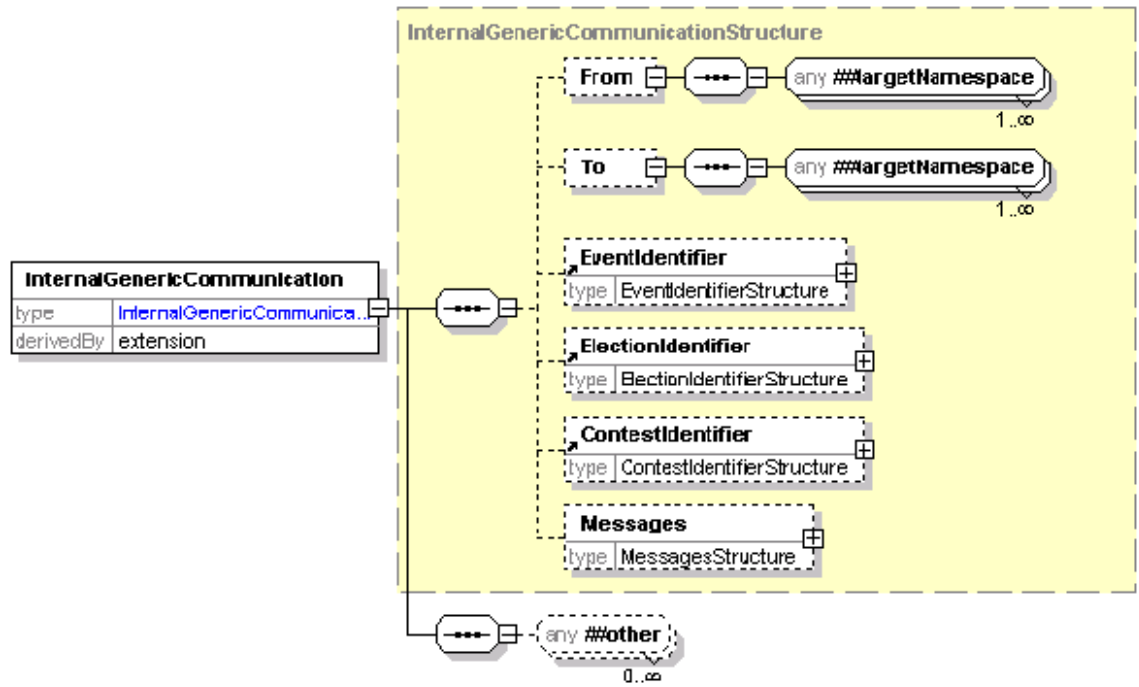 InternalGenericCommunicationStructure
From
any ##targetNamespace
1..∞
To
any ##targetNamespace
1..∞
InternalGenericCommunication
type InternalGenericCommunica...
derivedBy extension
EventIdentifier
type EventIdentifierStructure
ElectionIdentifier
type ElectionIdentifierStructure
ContestIdentifier
type ContestIdentifierStructure
Messages
type MessagesStructure
any ##other
0..∞